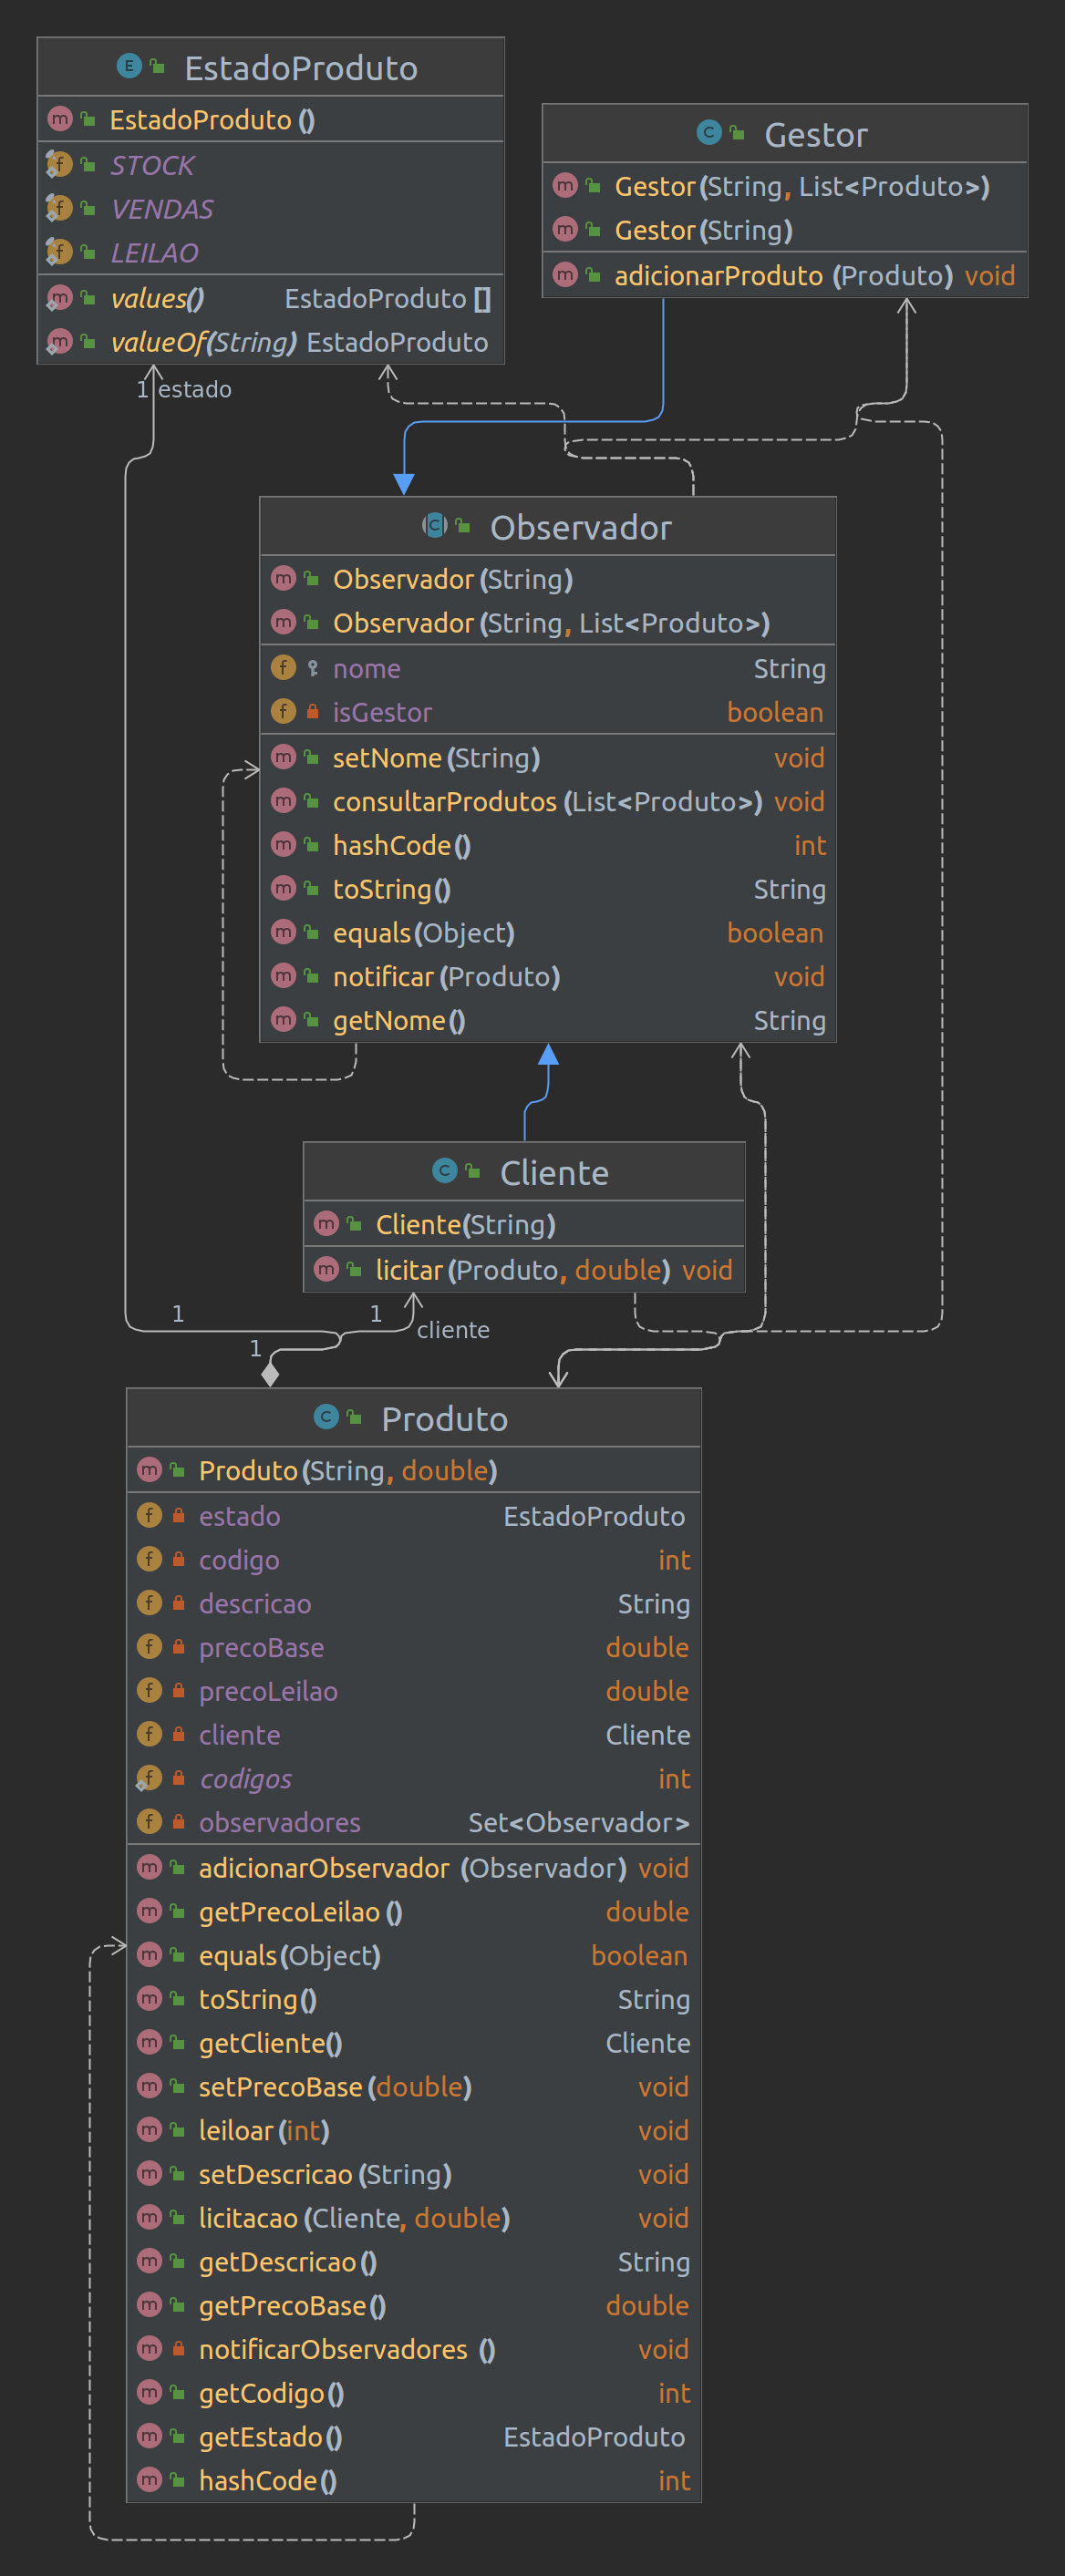 EstadoProduto
EstadoProduto()
STOCK
VENDAS
LEILAO
values() EstadoProduto[]
valueOf(String) EstadoProduto
Gestor
Gestor(String, List<Produto>)
Gestor(String)
adicionarProduto(Produto) void
1 estado
Observador
Observador(String)
Observador(String, List<Produto>)
nome String
isGestor boolean
setNome(String) void
consultarProdutos(List<Produto>) void
hashCode() int
toString() String
equals(Object) boolean
notificar(Produto) void
getNome() String
Cliente
Cliente(String)
licitar(Produto, double) void
1
1
cliente
1
Produto
Produto(String, double)
estado EstadoProduto
codigo int
descricao String
precoBase double
precoLeilao double
cliente Cliente
codigos int
observadores Set<Observador>
adicionarObservador(Observador) void
getPrecoLeilao() double
equals(Object) boolean
toString() String
getCliente() Cliente
setPrecoBase(double) void
leiloar(int) void
setDescricao(String) void
licitacao(Cliente, double) void
getDescricao() String
getPrecoBase() double
notificarObservadores() void
getCodigo() int
getEstado() EstadoProduto
hashCode() int